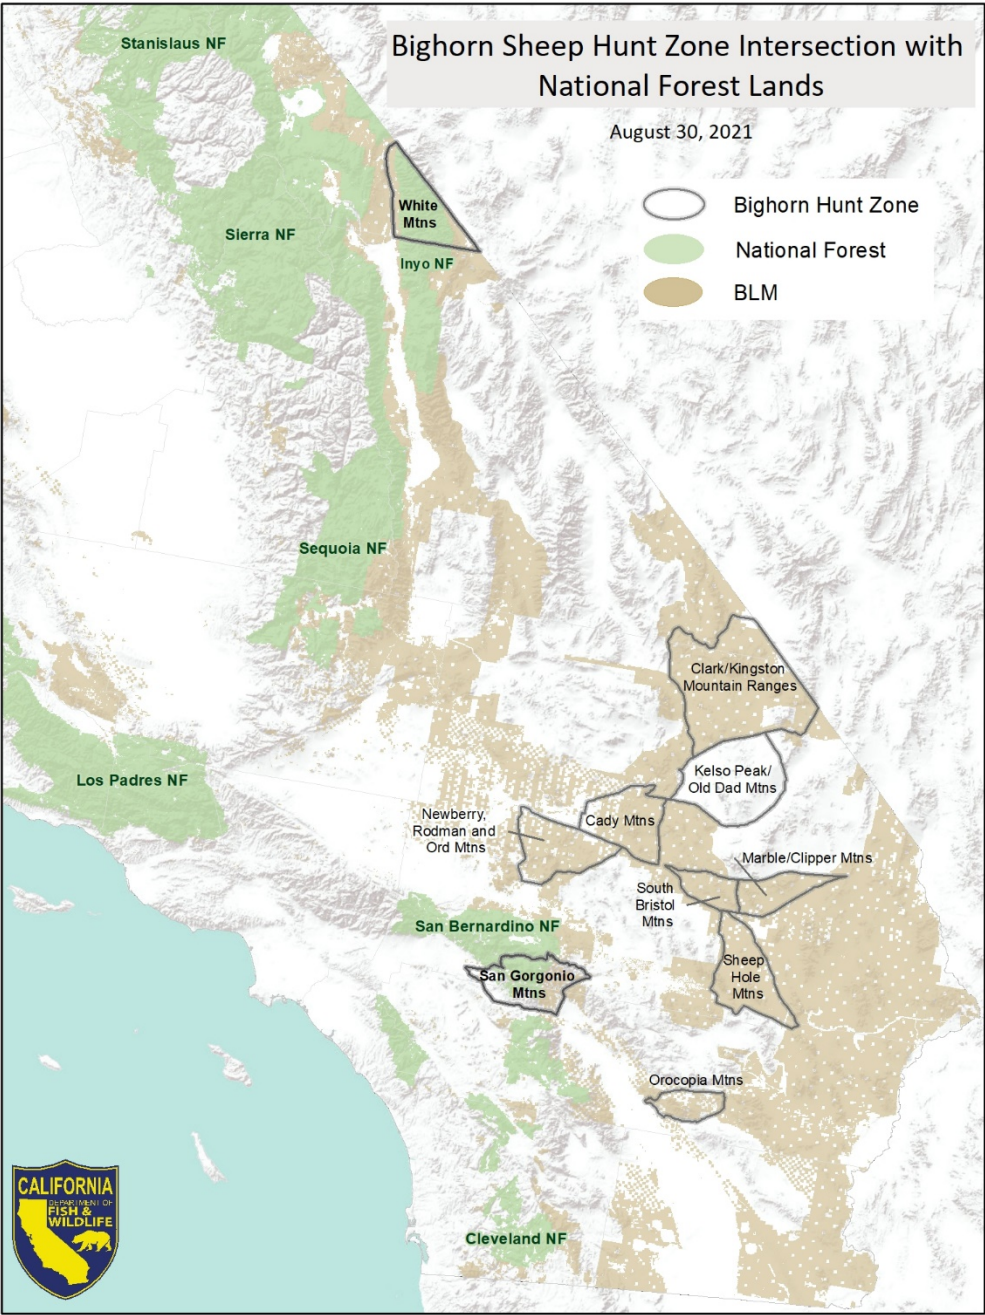 Bighorn Sheep Hunt Zone Intersection with
National Forest Lands
August 30, 2021
Bighorn Hunt Zone
National Forest
BLM
Stanislaus NF
White
Mtns
Sierra NF
Inyo NF
Sequoia NF
Clark/Kingston
Mountain Ranges
Los Padres NF
Kelso Peak/
Old Dad Mtns
Newberry,
Rodman and
Ord Mtns
Cady Mtns
Marble/Clipper Mtns
South
Bristol
Mtns
San Bernardino NF
Sheep
Hole
Mtns
San Gorgonio
Mtns
Orocopia Mtns
Cleveland NF
CALIFORNIA
DEPARTMENT OF
FISH &
WILDLIFE